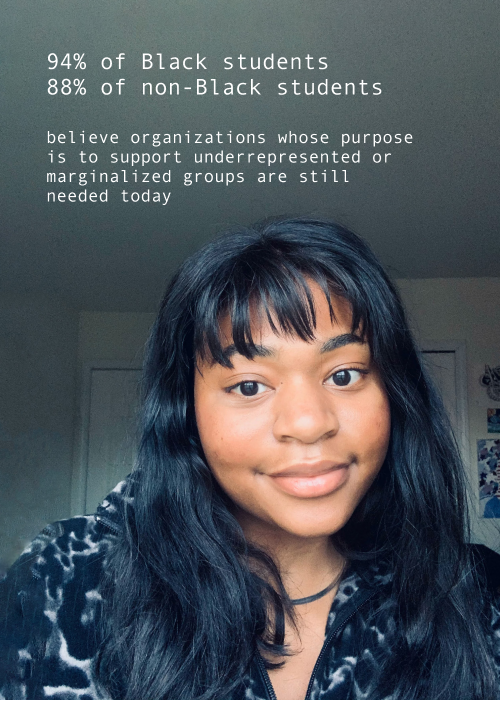 94% of Black students
88% of non-Black students
believe organizations whose purpose
is to support underrepresented or
marginalized groups are still
needed today